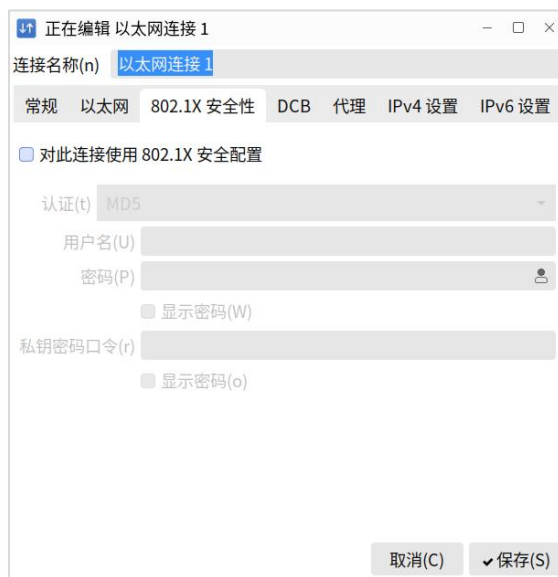 正在编辑 以太网连接 1
连接名称(n) 以太网连接 1
常规 以太网 802.1X 安全性 DCB 代理 IPv4 设置 IPv6 设置
对此连接使用 802.1X 安全配置
认证(t) MD5
用户名(U)
密码(P)
显示密码(W)
私钥密码口令(r)
显示密码(o)
取消(C) 保存(S)